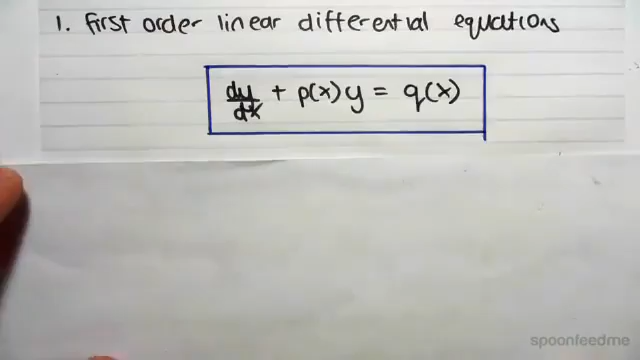 1. First order linear differential equations
dy/dx + p(x)y = q(x)
spoonfeedme